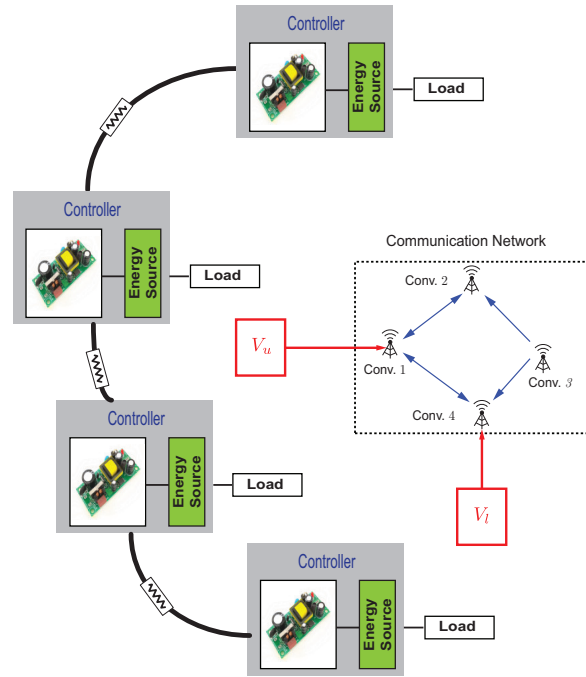 Controller
Energy
Source
Load
Controller
Energy
Source
Load
Communication Network
Conv. 2
V_u
Conv. 1
Conv. 3
Conv. 4
Controller
Energy
Source
Load
V_l
Controller
Energy
Source
Load